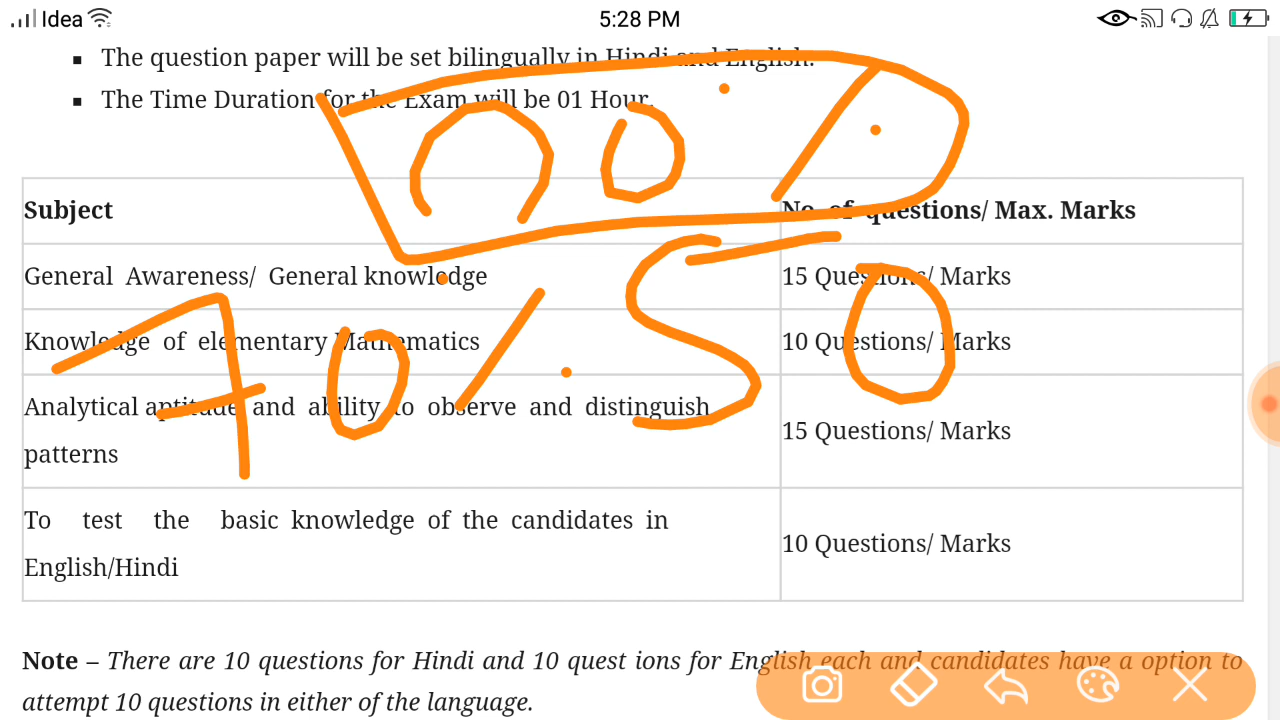 Idea 5:28 PM
▪ The question paper will be set bilingually in Hindi and English.
▪ The Time Duration for the Exam will be 01 Hour.
Subject No. of questions/ Max. Marks
General Awareness/ General knowledge 15 Questions/ Marks
Knowledge of elementary Mathematics 10 Questions/ Marks
Analytical aptitude and ability to observe and distinguish
patterns 15 Questions/ Marks
To test the basic knowledge of the candidates in
English/Hindi 10 Questions/ Marks
Note – There are 10 questions for Hindi and 10 quest ions for English each and candidates have a option to
attempt 10 questions in either of the language.